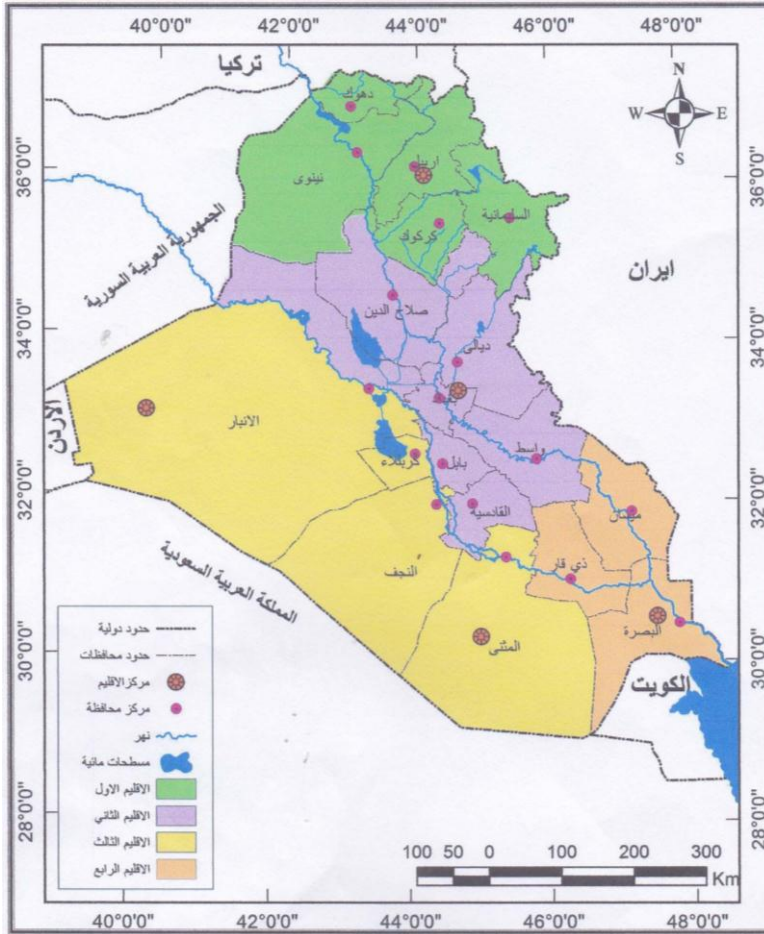 42°0'0"
44°0'0"
46°0'0"
48°0'0"
تركيا
N
W
E
S
دهوك
اربيل
نينوى
36°0'0"
36°0'0"
السليمانية
كركوك
الجمهورية العربية السورية
ايران
صلاح الدين
34°0'0"
34°0'0"
ديالى
بغداد
الانبار
الاردن
واسط
كربلاء
بابل
32°0'0"
32°0'0"
القادسية
ميسان
النجف
ذي قار
المملكة العربية السعودية
المثنى
البصرة
30°0'0"
30°0'0"
الكويت
حدود دولية
حدود محافظات
مركز الاقليم
مركز محافظة
نهر
مسطحات مائية
الاقليم الاول
الاقليم الثاني
الاقليم الثالث
الاقليم الرابع
28°0'0"
28°0'0"
100 50 0 100 200 300
Km
40°0'0"
42°0'0"
44°0'0"
46°0'0"
48°0'0"